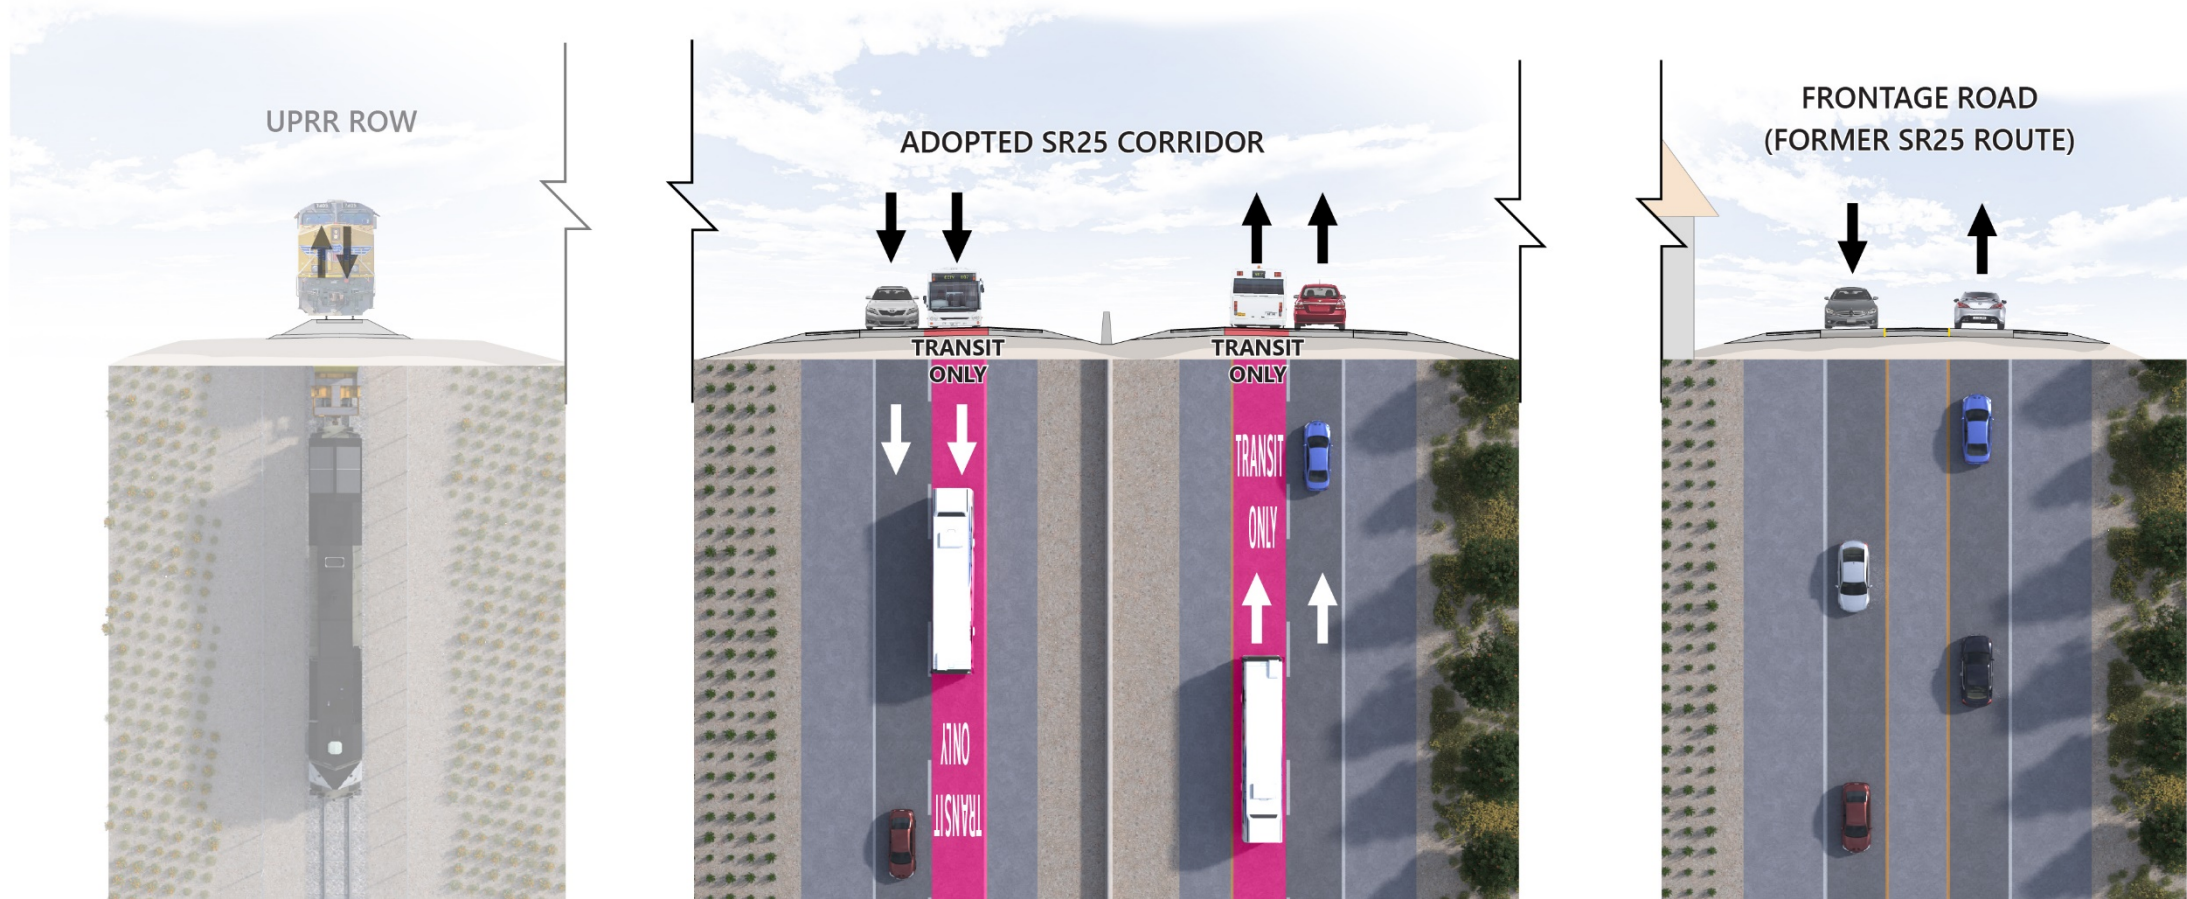 UPRR ROW
ADOPTED SR25 CORRIDOR
FRONTAGE ROAD
(FORMER SR25 ROUTE)
TRANSIT
ONLY
TRANSIT
ONLY
TRANSIT
ONLY
TRANSIT
ONLY